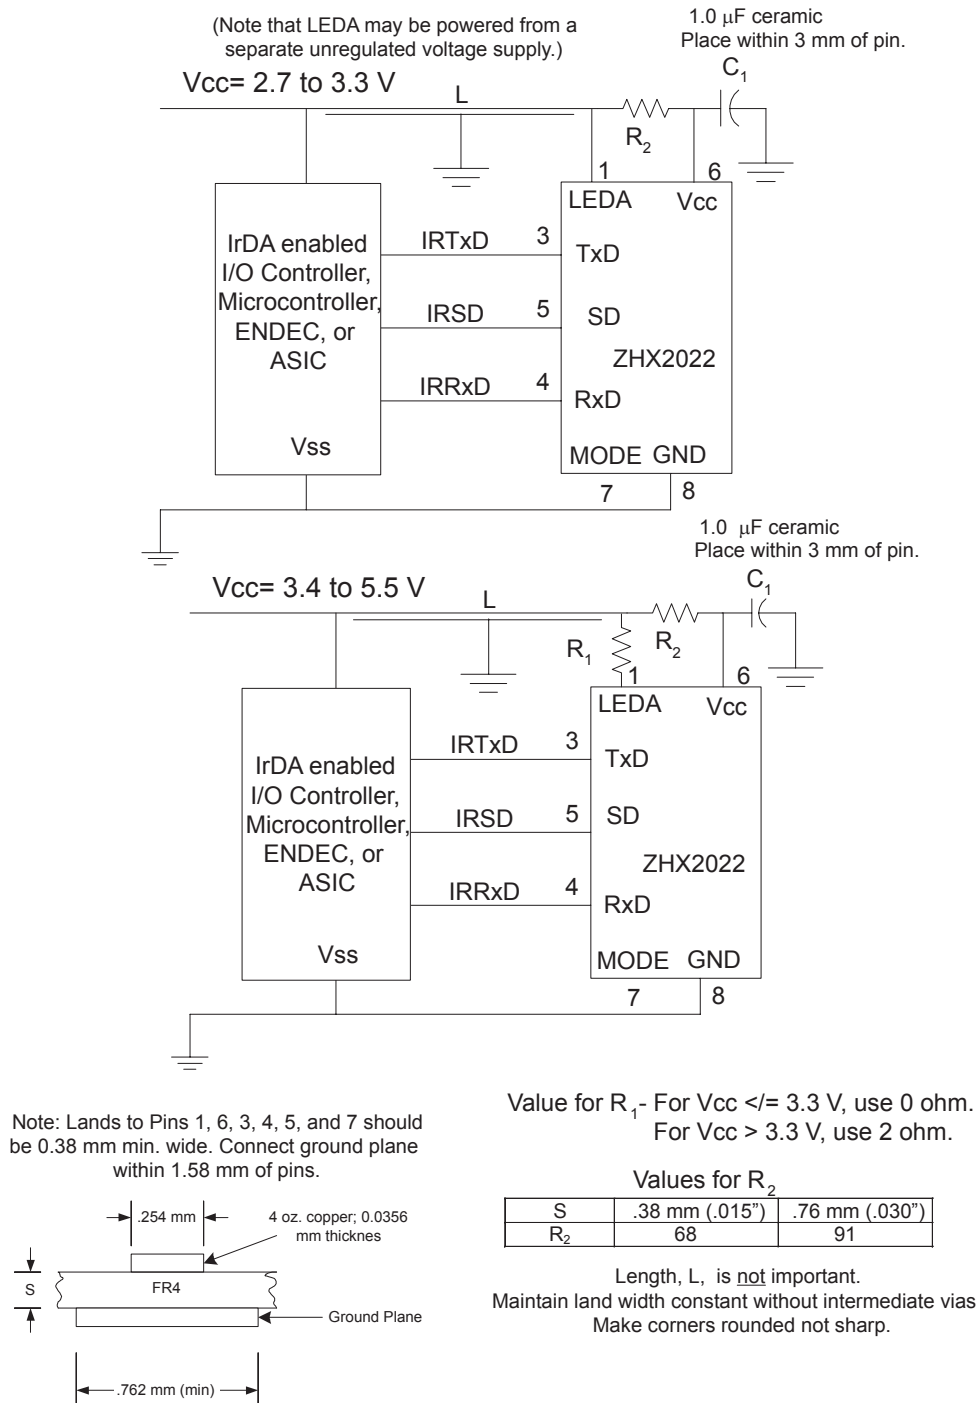 (Note that LEDA may be powered from a
separate unregulated voltage supply.)
1.0 μF ceramic
Place within 3 mm of pin.
Vcc= 2.7 to 3.3 V
L
C1
R2
1
6
LEDA
Vcc
IrDA enabled
I/O Controller,
Microcontroller,
ENDEC, or
ASIC
Vss
IRTxD
3
TxD
IRSD
5
SD
ZHX2022
IRRxD
4
RxD
MODE GND
7
8
1.0 μF ceramic
Place within 3 mm of pin.
Vcc= 3.4 to 5.5 V
L
C1
R1
R2
1
6
LEDA
Vcc
IrDA enabled
I/O Controller,
Microcontroller,
ENDEC, or
ASIC
Vss
IRTxD
3
TxD
IRSD
5
SD
ZHX2022
IRRxD
4
RxD
MODE GND
7
8
Note: Lands to Pins 1, 6, 3, 4, 5, and 7 should
be 0.38 mm min. wide. Connect ground plane
within 1.58 mm of pins.
.254 mm
4 oz. copper; 0.0356
mm thicknes
S
FR4
Ground Plane
.762 mm (min)
Value for R1- For Vcc </= 3.3 V, use 0 ohm.
For Vcc > 3.3 V, use 2 ohm.
Values for R2
S .38 mm (.015”) .76 mm (.030”)
R2 68 91
Length, L, is not important.
Maintain land width constant without intermediate vias
Make corners rounded not sharp.